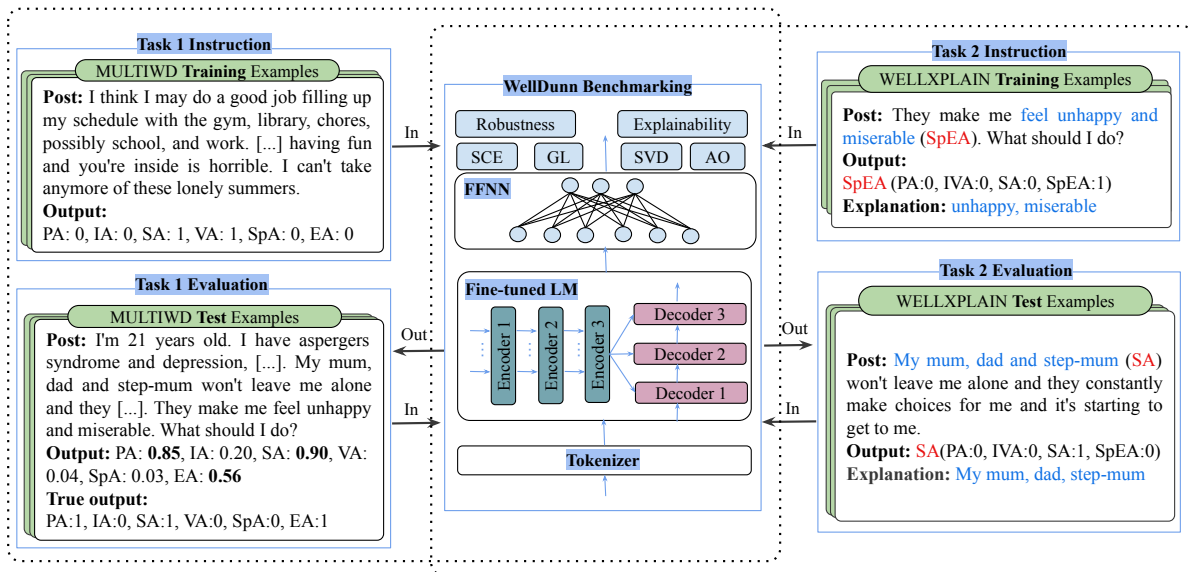 Task 1 Instruction
MULTIWD Training Examples
Post: I think I may do a good job filling up
my schedule with the gym, library, chores,
possibly school, and work. [...] having fun
and you're inside is horrible. I can't take
anymore of these lonely summers.
Output:
PA: 0, IA: 0, SA: 1, VA: 1, SpA: 0, EA: 0
Task 1 Evaluation
MULTIWD Test Examples
Post: I'm 21 years old. I have aspergers
syndrome and depression, [...]. My mum,
dad and step-mum won't leave me alone
and they [...]. They make me feel unhappy
and miserable. What should I do?
Output: PA: 0.85, IA: 0.20, SA: 0.90, VA:
0.04, SpA: 0.03, EA: 0.56
True output:
PA:1, IA:0, SA:1, VA:0, SpA:0, EA:1
In
Out
In
WellDunn Benchmarking
Robustness
Explainability
SCE
GL
SVD
AO
FFNN
Fine-tuned LM
Encoder 1
Encoder 2
Encoder 3
Decoder 3
Decoder 2
Decoder 1
Tokenizer
In
Out
In
Task 2 Instruction
WELLXPLAIN Training Examples
Post: They make me feel unhappy and
miserable (SpEA). What should I do?
Output:
SpEA (PA:0, IVA:0, SA:0, SpEA:1)
Explanation: unhappy, miserable
Task 2 Evaluation
WELLXPLAIN Test Examples
Post: My mum, dad and step-mum (SA)
won't leave me alone and they constantly
make choices for me and it's starting to
get to me.
Output: SA(PA:0, IVA:0, SA:1, SpEA:0)
Explanation: My mum, dad, step-mum